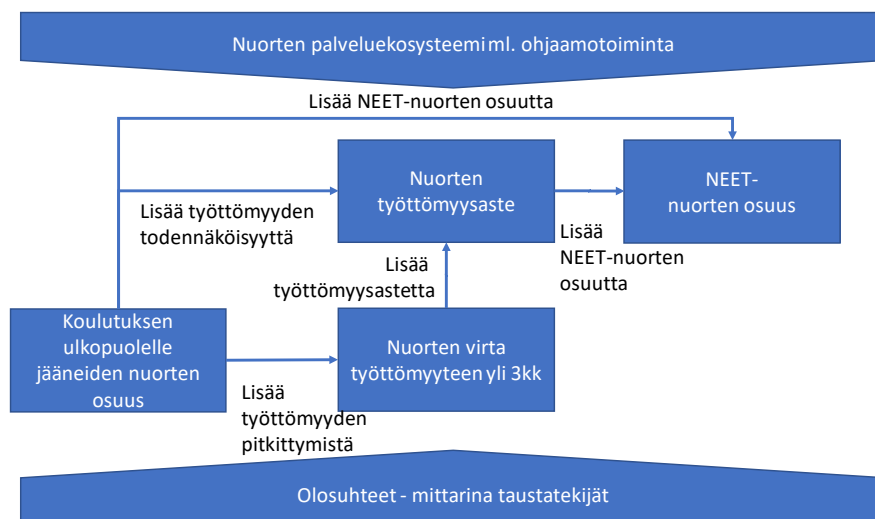 Nuorten palveluekosysteemi ml. ohjaamotoiminta
Lisää NEET-nuorten osuutta
Nuorten
työttömyysaste
NEET-
nuorten osuus
Lisää työttömyyden
todennäköisyyttä
Lisää
NEET-nuorten
osuutta
Lisää
työttömyysastetta
Koulutuksen
ulkopuolelle
jääneiden nuorten
osuus
Nuorten virta
työttömyyteen yli 3kk
Lisää
työttömyyden
pitkittymistä
Olosuhteet - mittarina taustatekijät